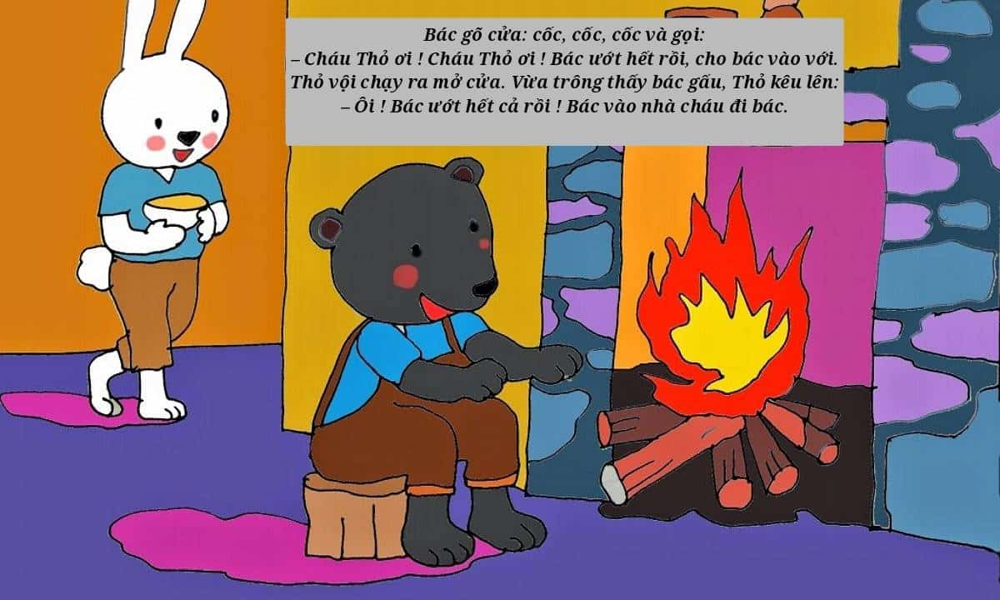 Bác gõ cửa: cốc, cốc, cốc và gọi:
– Cháu Thỏ ơi ! Cháu Thỏ ơi ! Bác ướt hết rồi, cho bác vào với.
Thỏ vội chạy ra mở cửa. Vừa trông thấy bác gấu, Thỏ kêu lên:
– Ôi ! Bác ướt hết cả rồi ! Bác vào nhà cháu đi bác.